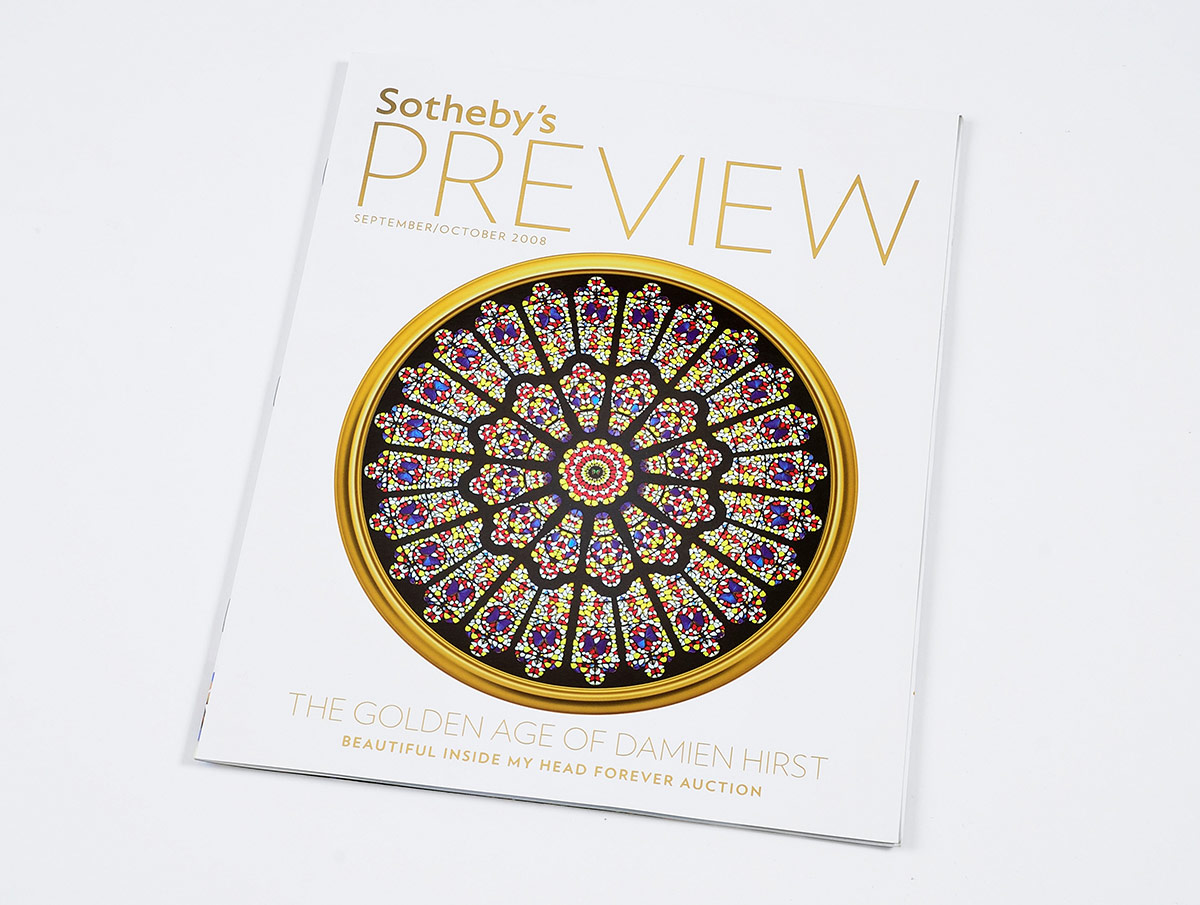 Sotheby's
PREVIEW
SEPTEMBER/OCTOBER 2008
THE GOLDEN AGE OF DAMIEN HIRST
BEAUTIFUL INSIDE MY HEAD FOREVER AUCTION